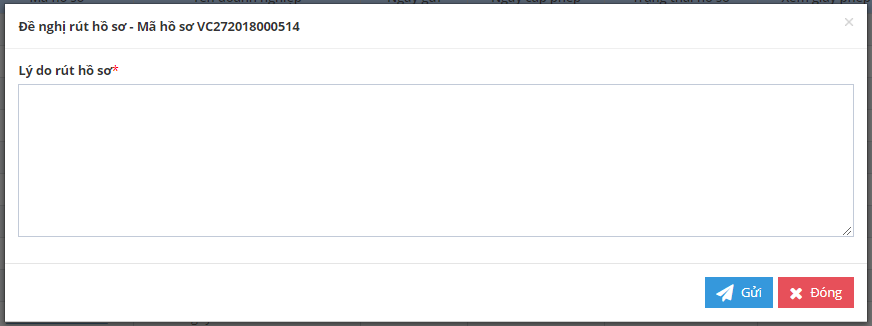 Đề nghị rút hồ sơ - Mã hồ sơ VC272018000514
×
Lý do rút hồ sơ*
Gửi
Đóng